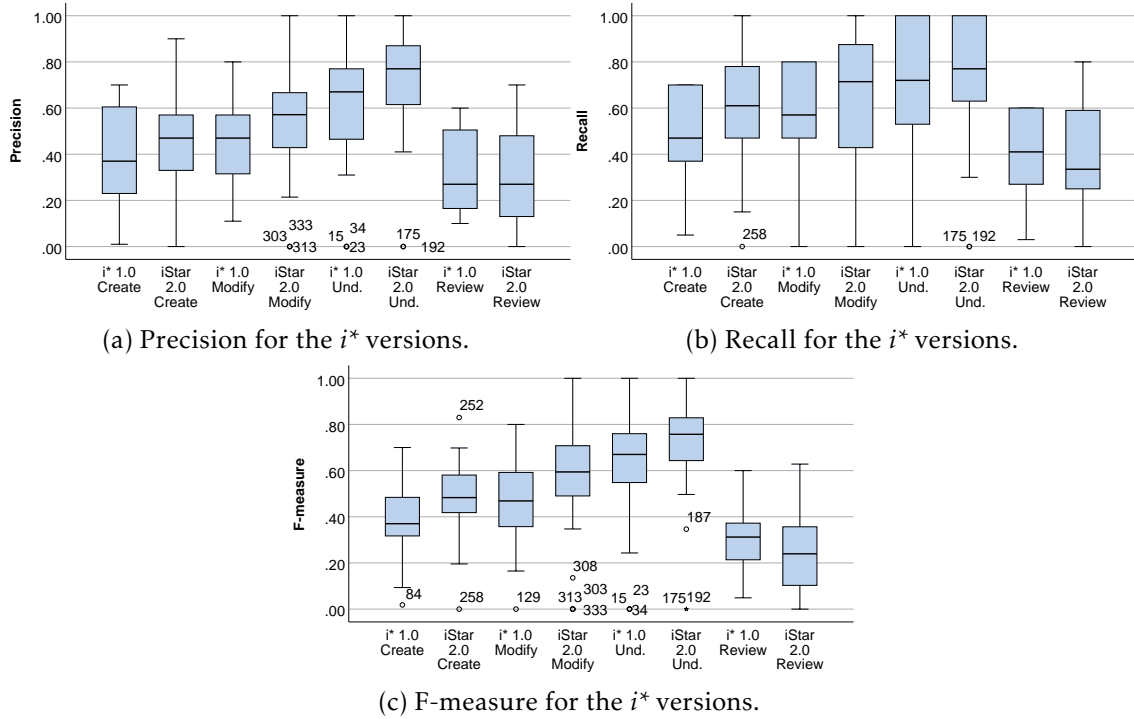 1.00
.80
.60
.40
.20
.00
Precision
303 333
313
15 34
23
175
192
i* 1.0 Create
iStar 2.0 Create
i* 1.0 Modify
iStar 2.0 Modify
i* 1.0 Und.
iStar 2.0 Und.
i* 1.0 Review
iStar 2.0 Review
(a) Precision for the i* versions.
1.00
.80
.60
.40
.20
.00
Recall
258
175 192
i* 1.0 Create
iStar 2.0 Create
i* 1.0 Modify
iStar 2.0 Modify
i* 1.0 Und.
iStar 2.0 Und.
i* 1.0 Review
iStar 2.0 Review
(b) Recall for the i* versions.
1.00
.80
.60
.40
.20
.00
F-measure
84
252
258
129
308
313 303
333
15 23
34
187
175 192
i* 1.0 Create
iStar 2.0 Create
i* 1.0 Modify
iStar 2.0 Modify
i* 1.0 Und.
iStar 2.0 Und.
i* 1.0 Review
iStar 2.0 Review
(c) F-measure for the i* versions.